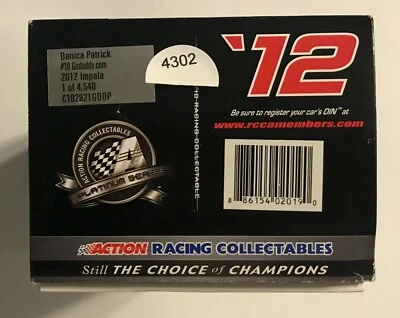 Danica Patrick
#10 Godaddy.com
2012 Impala
1 of 4,540
C102821GDDP
4302
'12
Be sure to register your car's DIN™ at
www.rccamembers.com
ACTION RACING COLLECTABLES
PLATINUM SERIES
RACING COLLECTABLE
8 86154 02019 0
ACTION RACING COLLECTABLES
Still THE CHOICE of CHAMPIONS